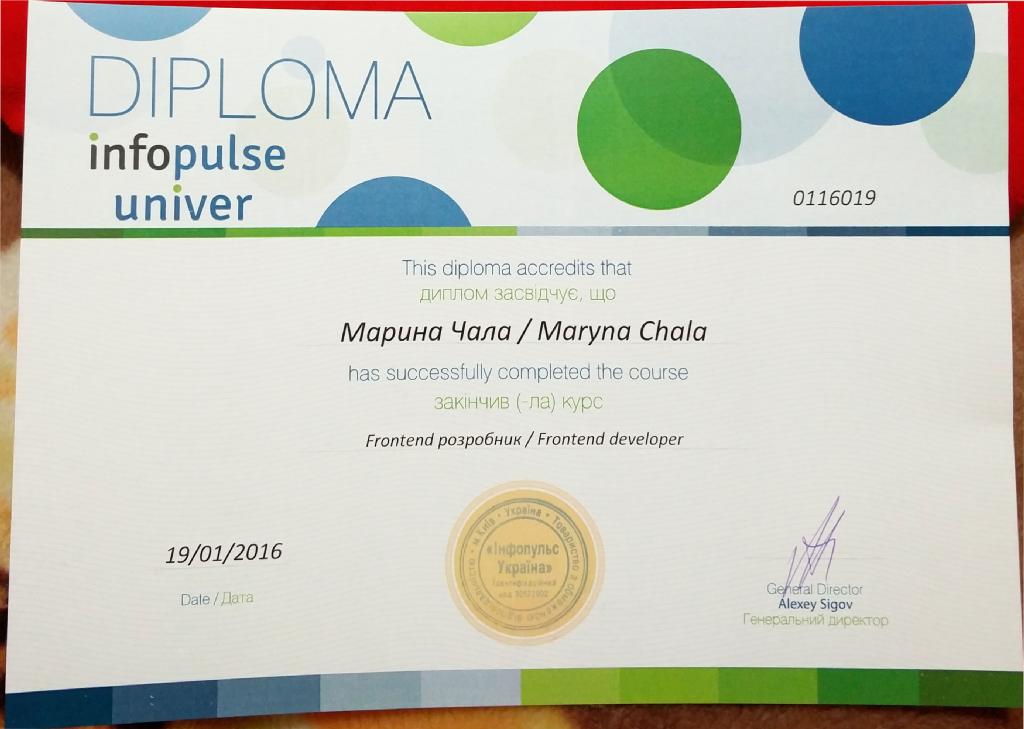 DIPLOMA
infopulse
univer
0116019
This diploma accredits that
диплом засвідчує, що
Марина Чала / Maryna Chala
has successfully completed the course
закінчив (-ла) курс
Frontend розробник / Frontend developer
м.Київ • Україна • Товариство з обмеженою
«Інфопульс
Україна»
Ідентифікаційний
код
19/01/2016
Date / Дата
General Director
Alexey Sigov
Генеральний директор